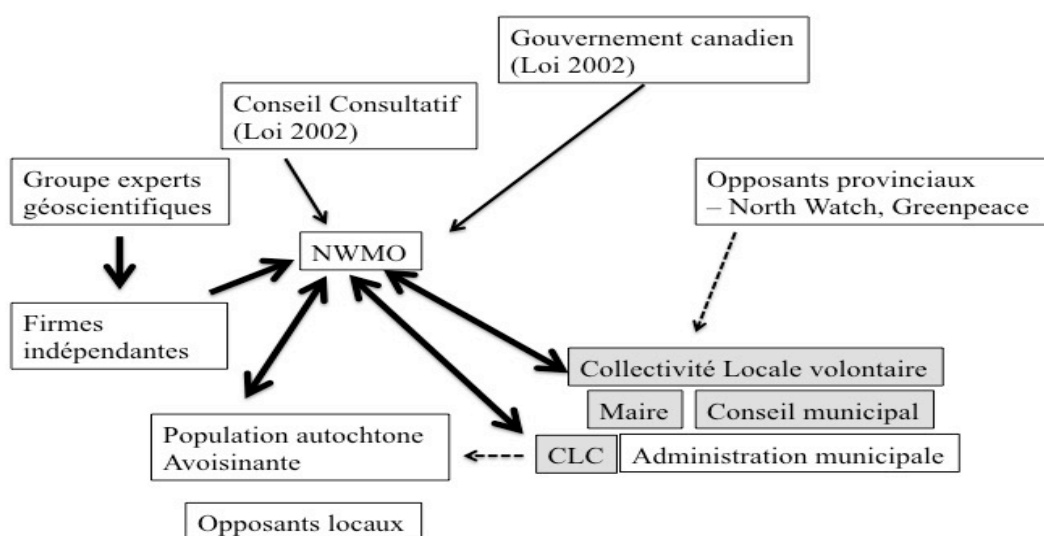 Gouvernement canadien
(Loi 2002)
Conseil Consultatif
(Loi 2002)
Groupe experts
géoscientifiques
Opposants provinciaux
– North Watch, Greenpeace
NWMO
Firmes
indépendantes
Collectivité Locale volontaire
Maire
Conseil municipal
Population autochtone
Avoisinante
CLC
Administration municipale
Opposants locaux